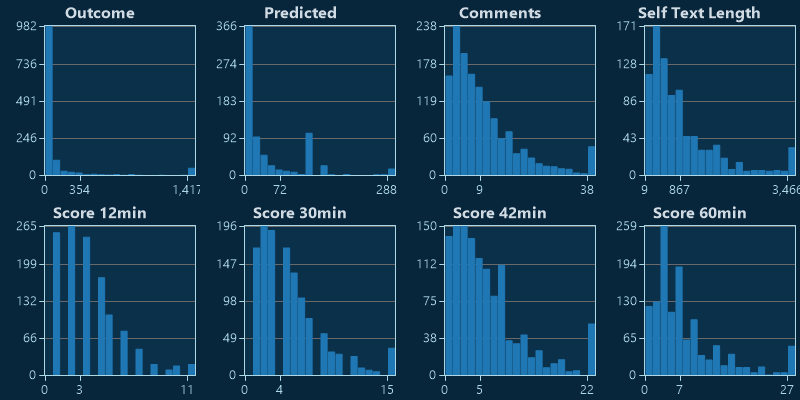 Outcome
982
736
491
246
0
0 354 1,417
Predicted
366
274
183
92
0
0 72 288
Comments
238
178
119
60
0
0 9 38
Self Text Length
171
128
86
43
0
9 867 3,466
Score 12min
265
199
132
66
0
0 3 11
Score 30min
196
147
98
49
0
0 4 15
Score 42min
150
112
75
38
0
0 5 22
Score 60min
259
194
130
65
0
0 7 27